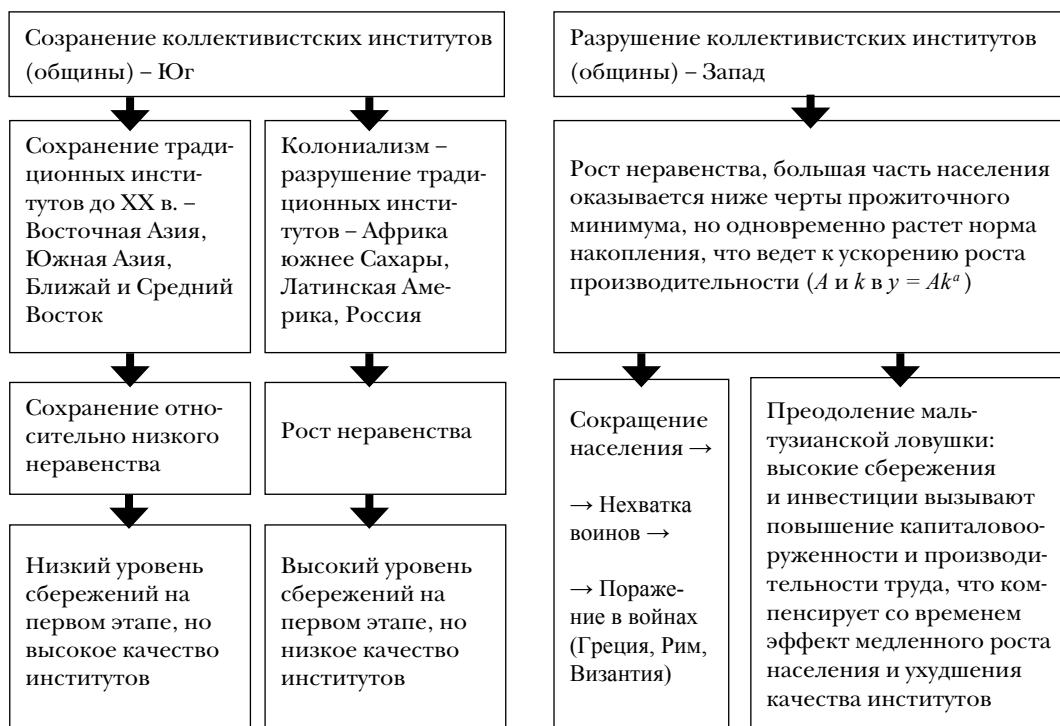 Созранение коллективистских институтов
(общины) – Юг
Разрушение коллективистских институтов
(общины) – Запад
Сохранение тради-
ционных инсти-
тутов до XX в. –
Восточная Азия,
Южная Азия,
Ближай и Средний
Восток
Колониализм –
разрушение тради-
ционных инсти-
тутов – Африка
южнее Сахары,
Латинская Аме-
рика, Россия
Рост неравенства, большая часть населения
оказывается ниже черты прожиточного
минимума, но одновременно растет норма
накопления, что ведет к ускорению роста
производительности (A и k в y = Akᵅ )
Сохранение отно-
сительно низкого
неравенства
Рост неравенства
Низкий уровень
сбережений на
первом этапе, но
высокое качество
институтов
Высокий уровень
сбережений на
первом этапе, но
низкое качество
институтов
Сокращение
населения →
→ Нехватка
воинов →
→ Пораже-
ние в войнах
(Греция, Рим,
Византия)
Преодоление маль-
тузианской ловушки:
высокие сбережения
и инвестиции вызывают
повышение капиталовоо-
руженности и производи-
тельности труда, что ком-
пенсирует со временем
эффект медленного роста
населения и ухудшения
качества институтов